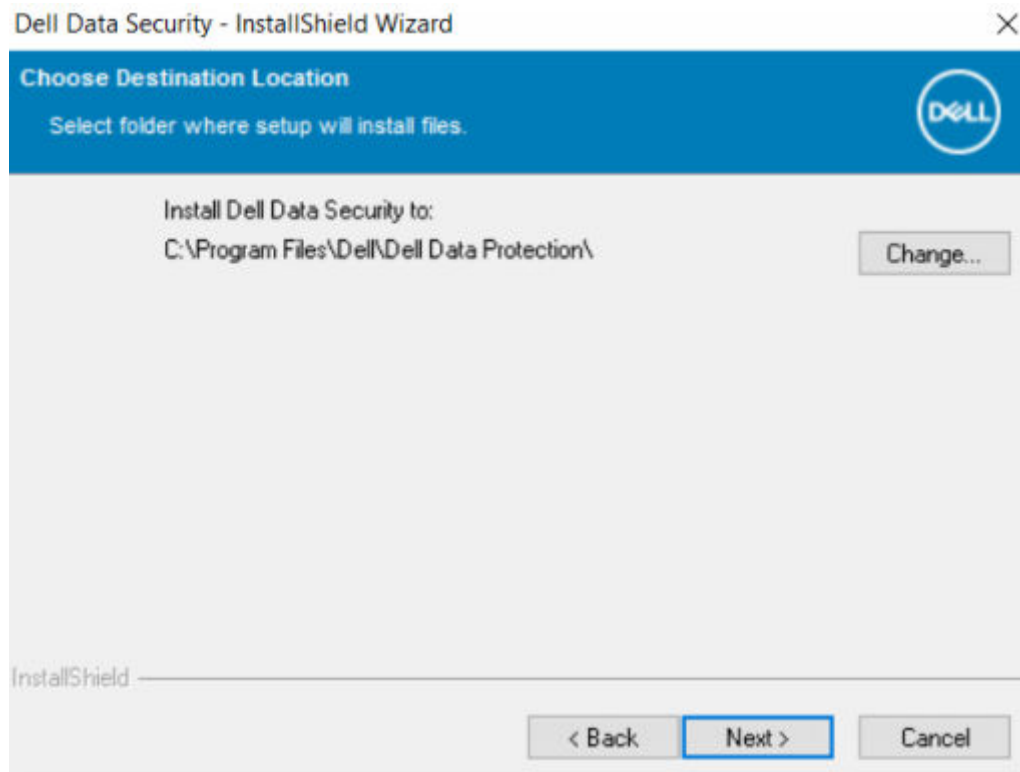 Dell Data Security - InstallShield Wizard
Choose Destination Location
Select folder where setup will install files.
DELL
Install Dell Data Security to:
C:\Program Files\Dell\Dell Data Protection\
Change...
InstallShield
< Back
Next >
Cancel